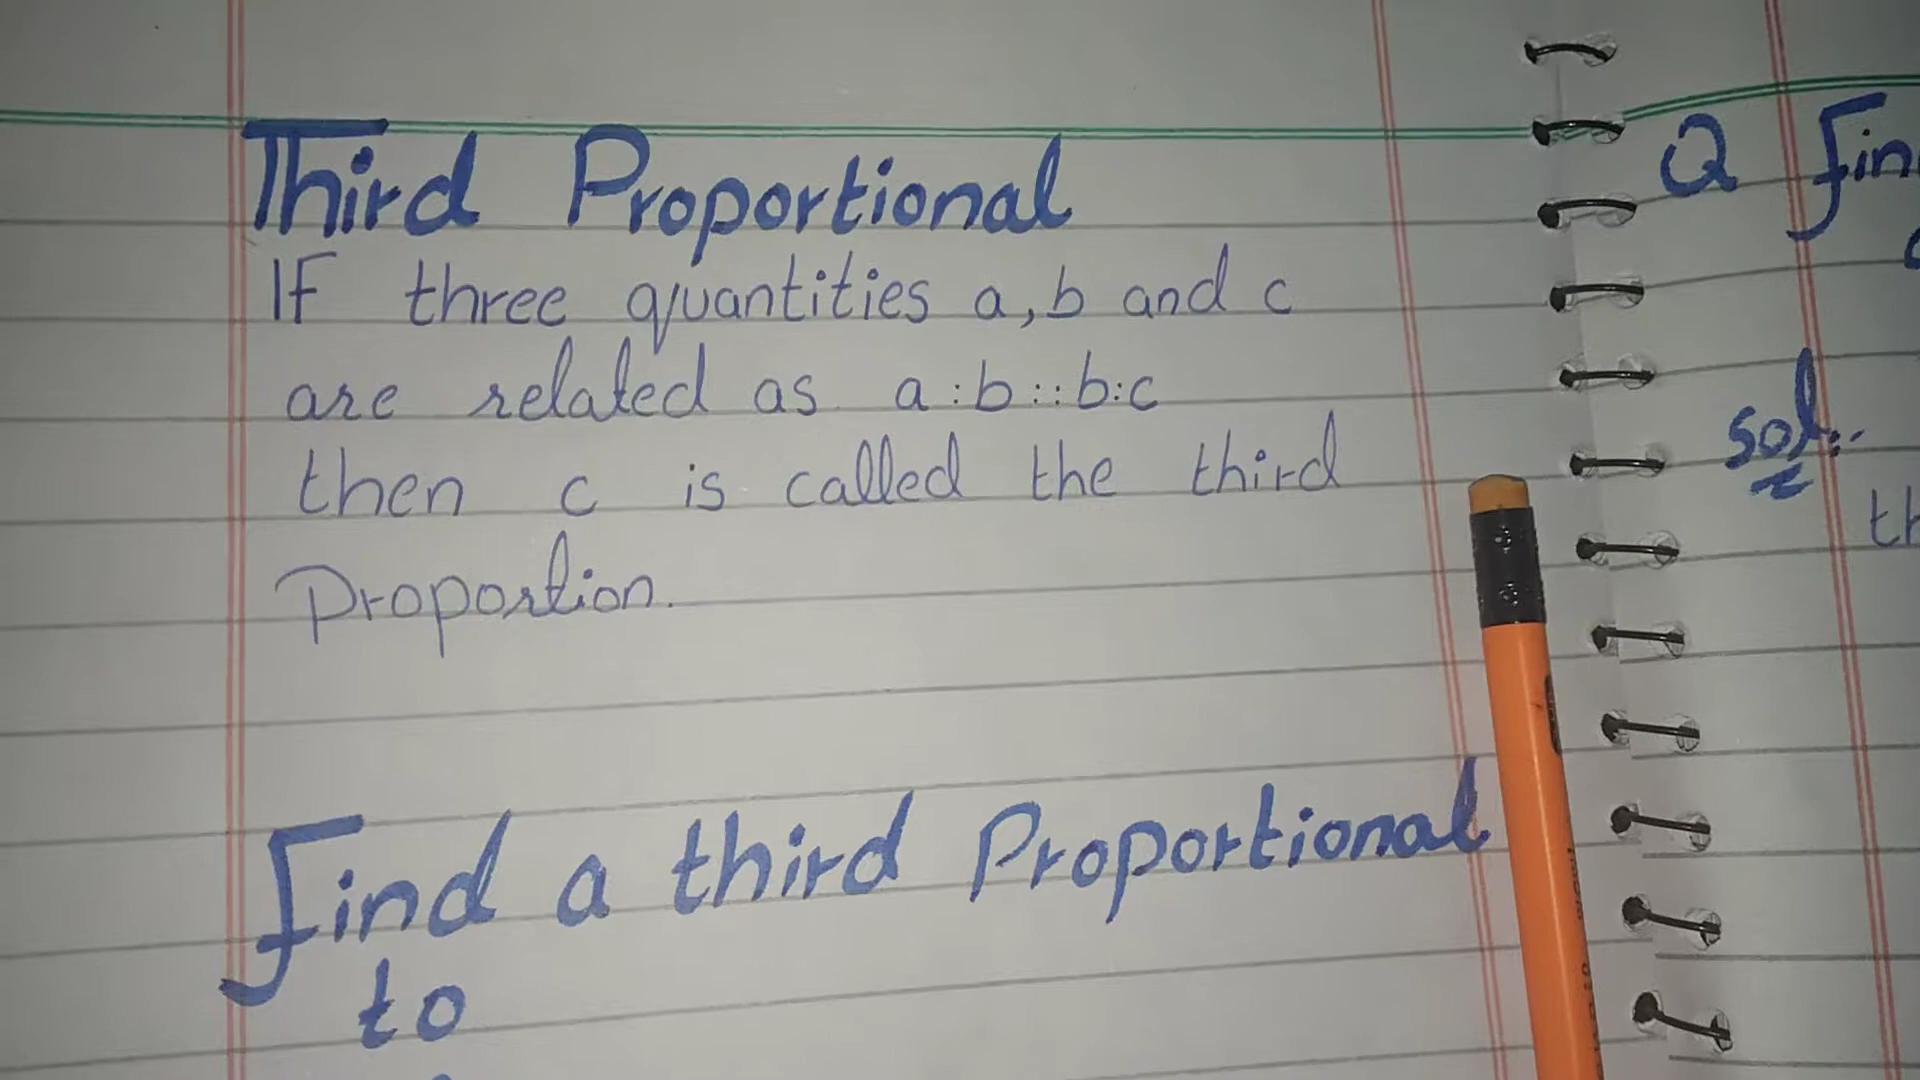 Third Proportional
IF three quantities a, b and c
are related as a:b::b:c
then c is called the third
Proportion.
Find a third Proportional
to
Q Fin
sol:-
th